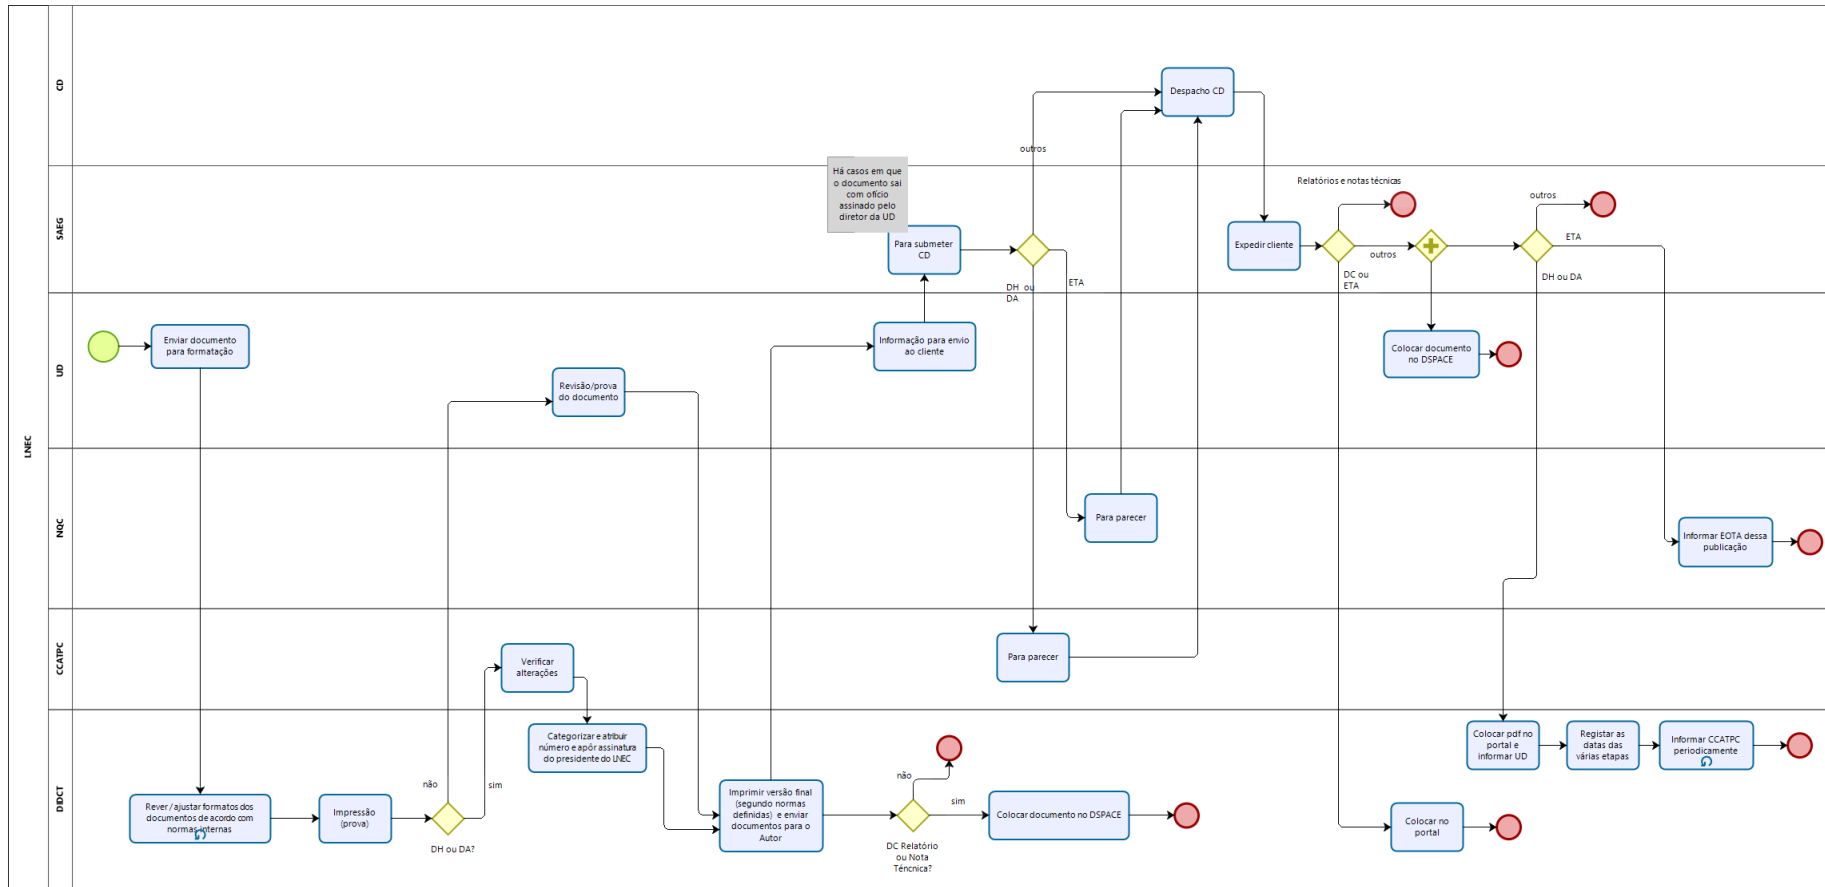 LNEC
CD
SAEG
UD
NQC
CCATPC
DIDCT
Despacho CD
outros
Há casos em que
o documento sai
com ofício
assinado pelo
diretor da UD
Para submeter
CD
DH ou
DA
ETA
Expedir cliente
Relatórios e notas técnicas
outros
DC ou
ETA
outros
ETA
DH ou DA
Enviar documento
para formatação
Revisão/prova
do documento
Informação para envio
ao cliente
Colocar documento
no DSPACE
Para parecer
Informar EOTA dessa
publicação
Verificar
alterações
Para parecer
Categorizar e atribuir
número e apôr assinatura
do presidente do LNEC
Colocar pdf no
portal e
informar UD
Registar as
datas das
várias etapas
Informar CCATPC
periodicamente
Rever / ajustar formatos dos
documentos de acordo com
normas internas
Impressão
(prova)
não
sim
DH ou DA?
Imprimir versão final
(segundo normas
definidas) e enviar
documentos para o
Autor
não
sim
DC Relatório
ou Nota
Téncnica?
Colocar documento no DSPACE
Colocar no
portal